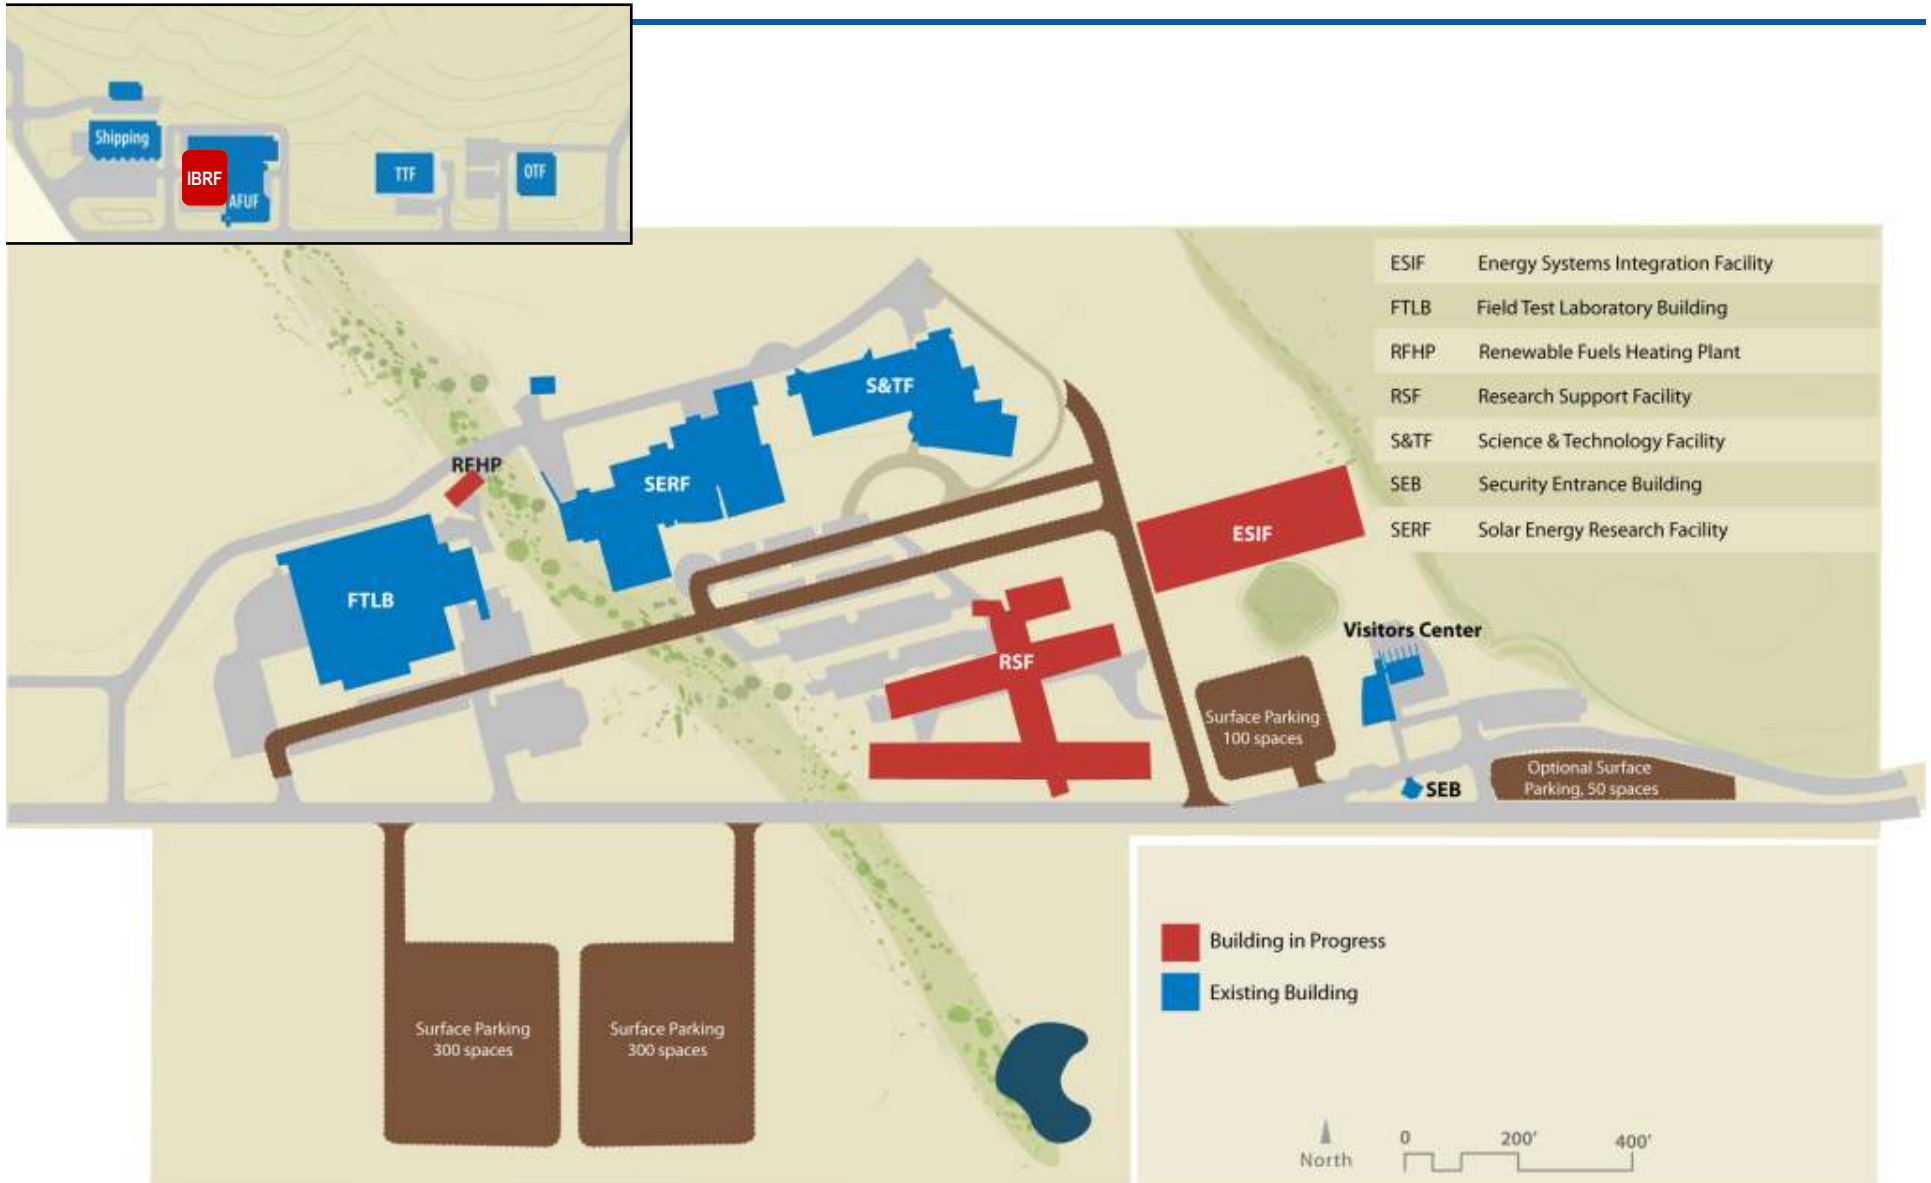 Shipping
IBRF
AFUF
TTF
OTF
ESIF Energy Systems Integration Facility
FTLB Field Test Laboratory Building
RFHP Renewable Fuels Heating Plant
RSF Research Support Facility
S&TF Science & Technology Facility
SEB Security Entrance Building
SERF Solar Energy Research Facility
S&TF
RFHP
SERF
ESIF
FTLB
Visitors Center
RSF
Surface Parking
100 spaces
Optional Surface
Parking, 50 spaces
SEB
Building in Progress
Existing Building
Surface Parking
300 spaces
Surface Parking
300 spaces
North
0 200' 400'